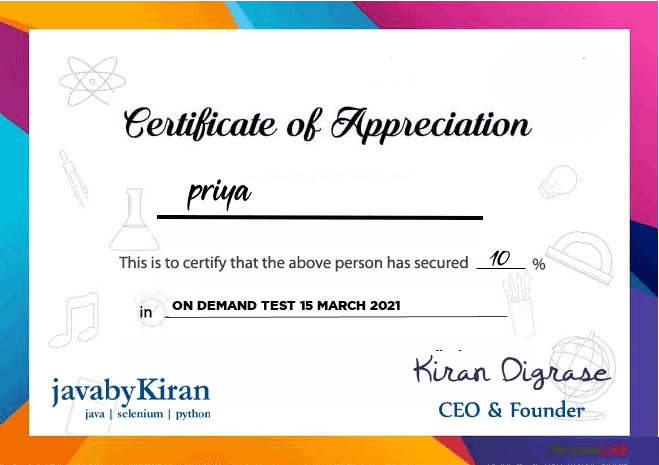 Certificate of Appreciation
priya
This is to certify that the above person has secured 10 %
in ON DEMAND TEST 15 MARCH 2021
Kiran Digrase
javabyKiran
java | selenium | python
CEO & Founder